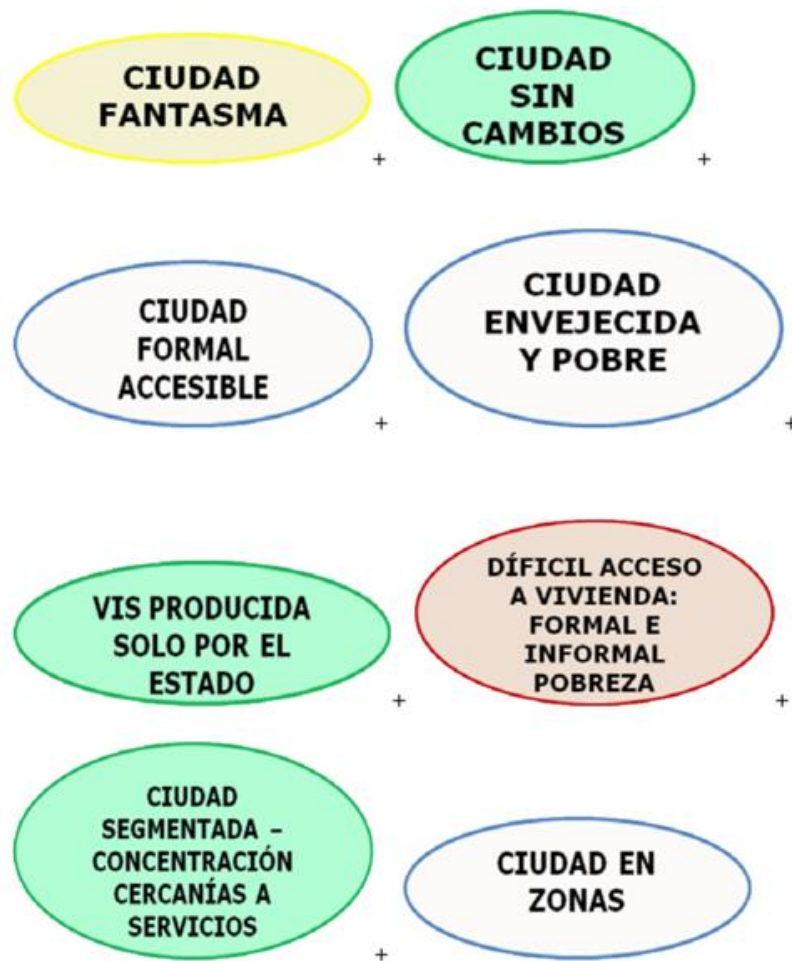 CIUDAD
FANTASMA
+
CIUDAD
SIN
CAMBIOS
+
CIUDAD
FORMAL
ACCESIBLE
+
CIUDAD
ENVEJECIDA
Y POBRE
+
VIS PRODUCIDA
SOLO POR EL
ESTADO
+
DÍFICIL ACCESO
A VIVIENDA:
FORMAL E
INFORMAL
POBREZA
+
CIUDAD
SEGMENTADA –
CONCENTRACIÓN
CERCANÍAS A
SERVICIOS
+
CIUDAD EN
ZONAS